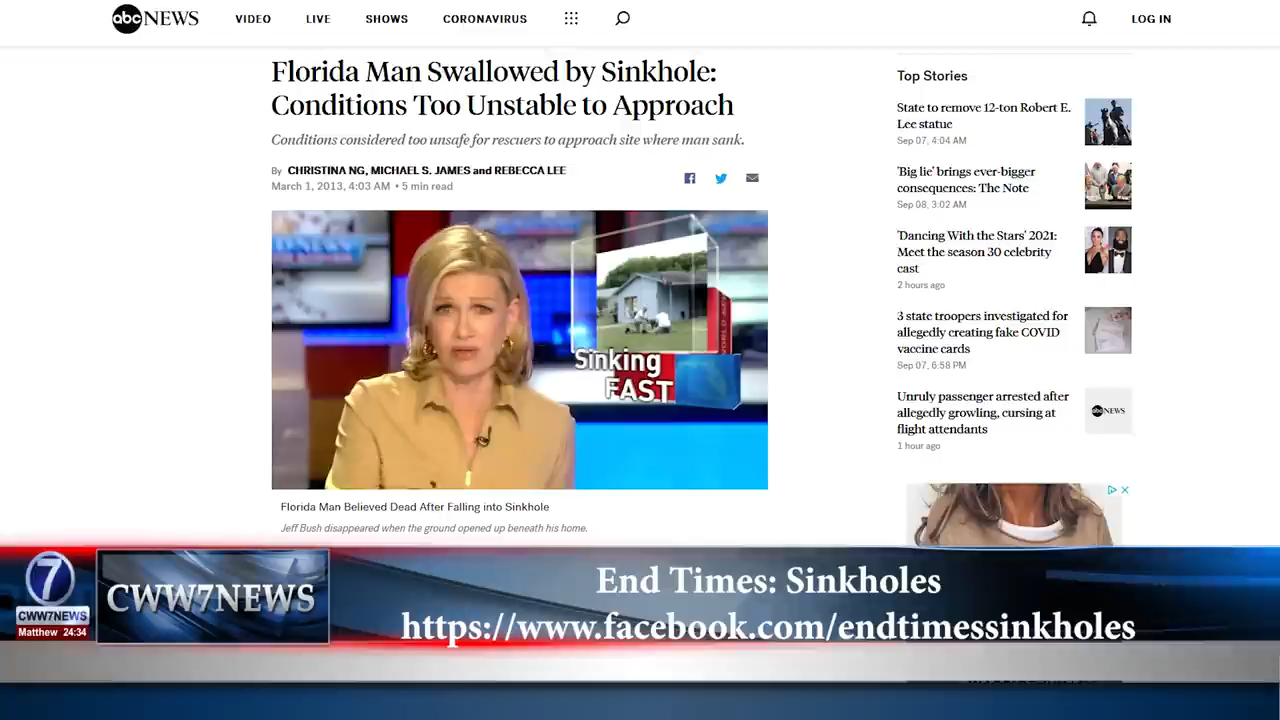 abc NEWS
VIDEO
LIVE
SHOWS
CORONAVIRUS
LOG IN
Florida Man Swallowed by Sinkhole:
Conditions Too Unstable to Approach
Conditions considered too unsafe for rescuers to approach site where man sank.
By CHRISTINA NG, MICHAEL S. JAMES and REBECCA LEE
March 1, 2013, 4:03 AM • 5 min read
Sinking
FAST
Florida Man Believed Dead After Falling into Sinkhole
Jeff Bush disappeared when the ground opened up beneath his home.
Top Stories
State to remove 12-ton Robert E.
Lee statue
Sep 07, 4:04 AM
'Big lie' brings ever-bigger
consequences: The Note
Sep 08, 3:02 AM
'Dancing With the Stars' 2021:
Meet the season 30 celebrity
cast
2 hours ago
3 state troopers investigated for
allegedly creating fake COVID
vaccine cards
Sep 07, 6:58 PM
Unruly passenger arrested after
allegedly growling, cursing at
flight attendants
1 hour ago
abc NEWS
7
CWW7NEWS
Matthew 24:34
CWW7NEWS
End Times: Sinkholes
https://www.facebook.com/endtimessinkholes